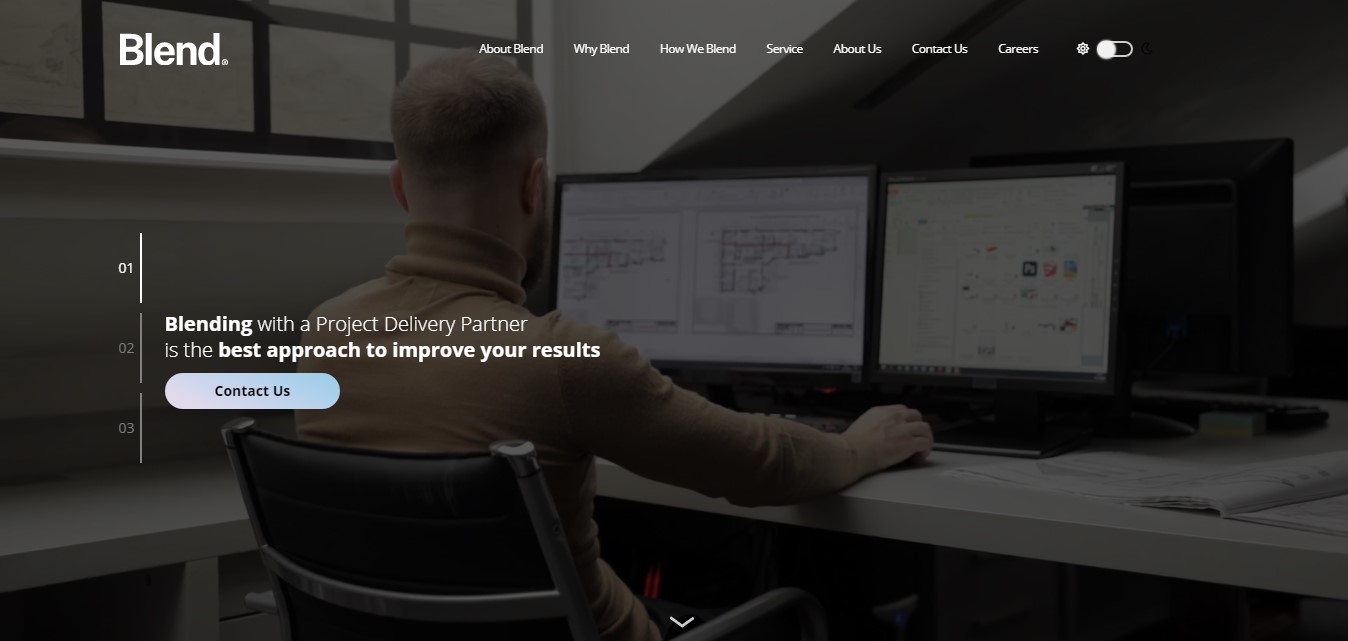 Blend®
About Blend
Why Blend
How We Blend
Service
About Us
Contact Us
Careers
01
02
03
Blending with a Project Delivery Partner
is the best approach to improve your results
Contact Us